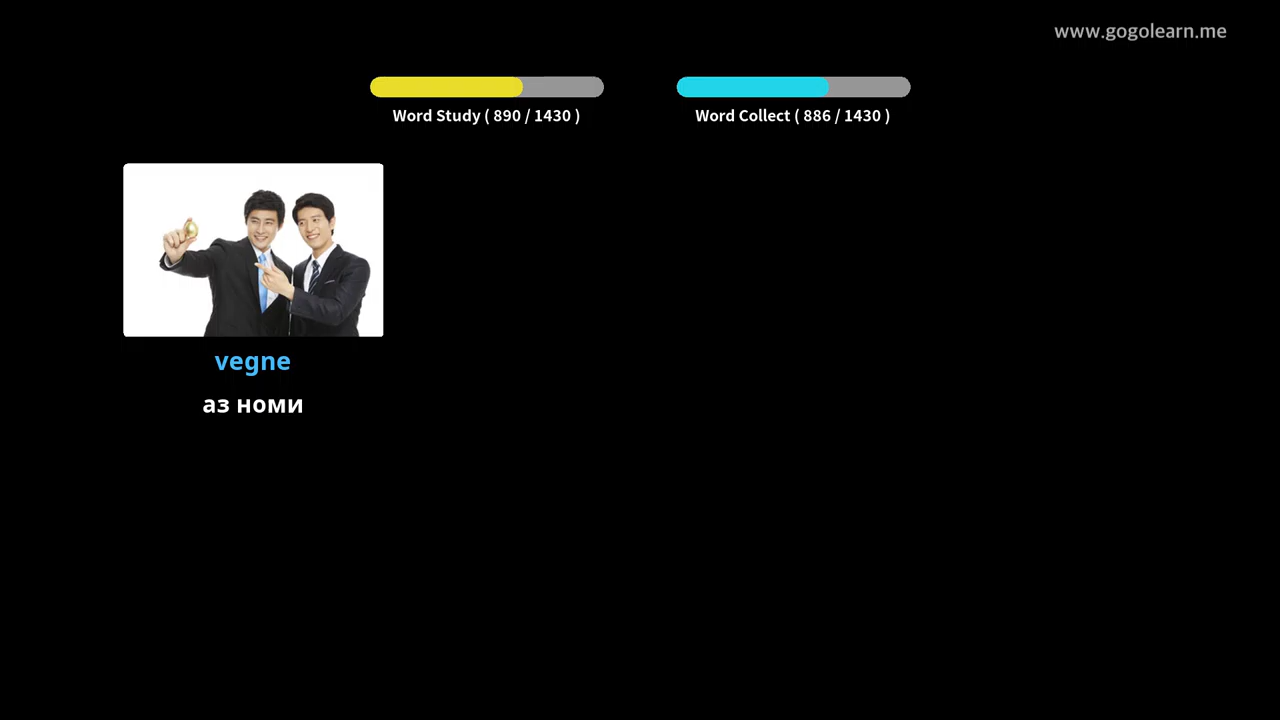 www.gogolearn.me
Word Study ( 890 / 1430 )
Word Collect ( 886 / 1430 )
vegne
аз номи